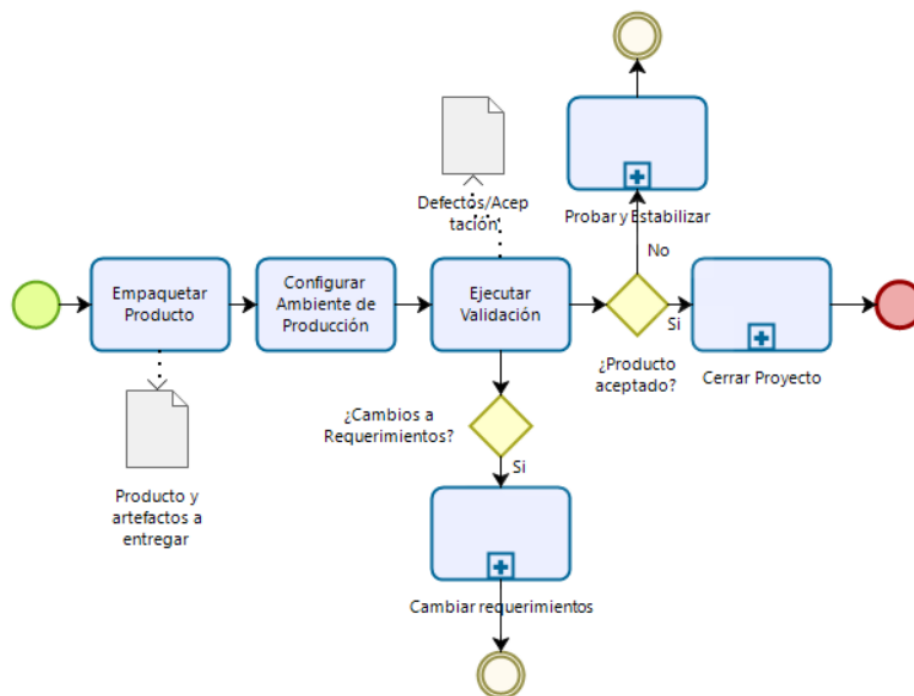 Defectos/Acep
tación
Probar y Estabilizar
No
Empaquetar
Producto
Configurar
Ambiente de
Producción
Ejecutar
Validación
Si
¿Producto
aceptado?
Cerrar Proyecto
¿Cambios a
Requerimientos?
Si
Producto y
artefactos a
entregar
Cambiar requerimientos